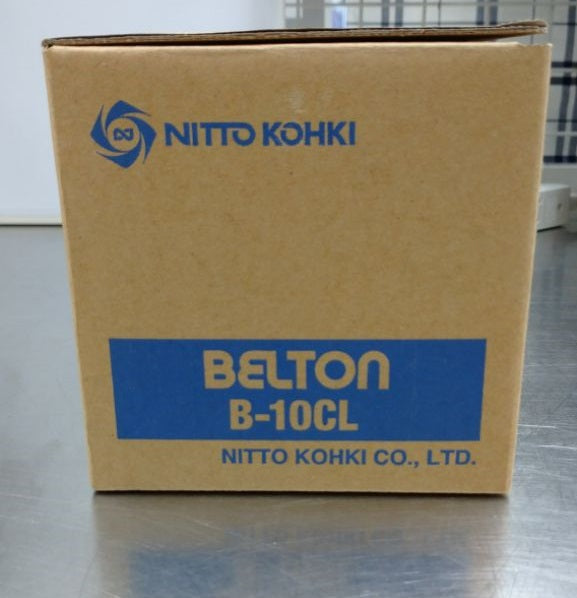 NITTO KOHKI
BELTON
B-10CL
NITTO KOHKI CO., LTD.